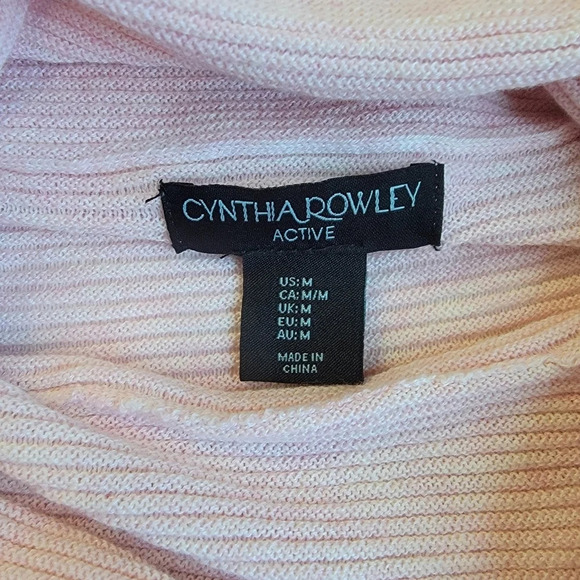 CYNTHIA ROWLEY
ACTIVE
US: M
CA: M/M
UK: M
EU: M
AU: M
MADE IN
CHINA